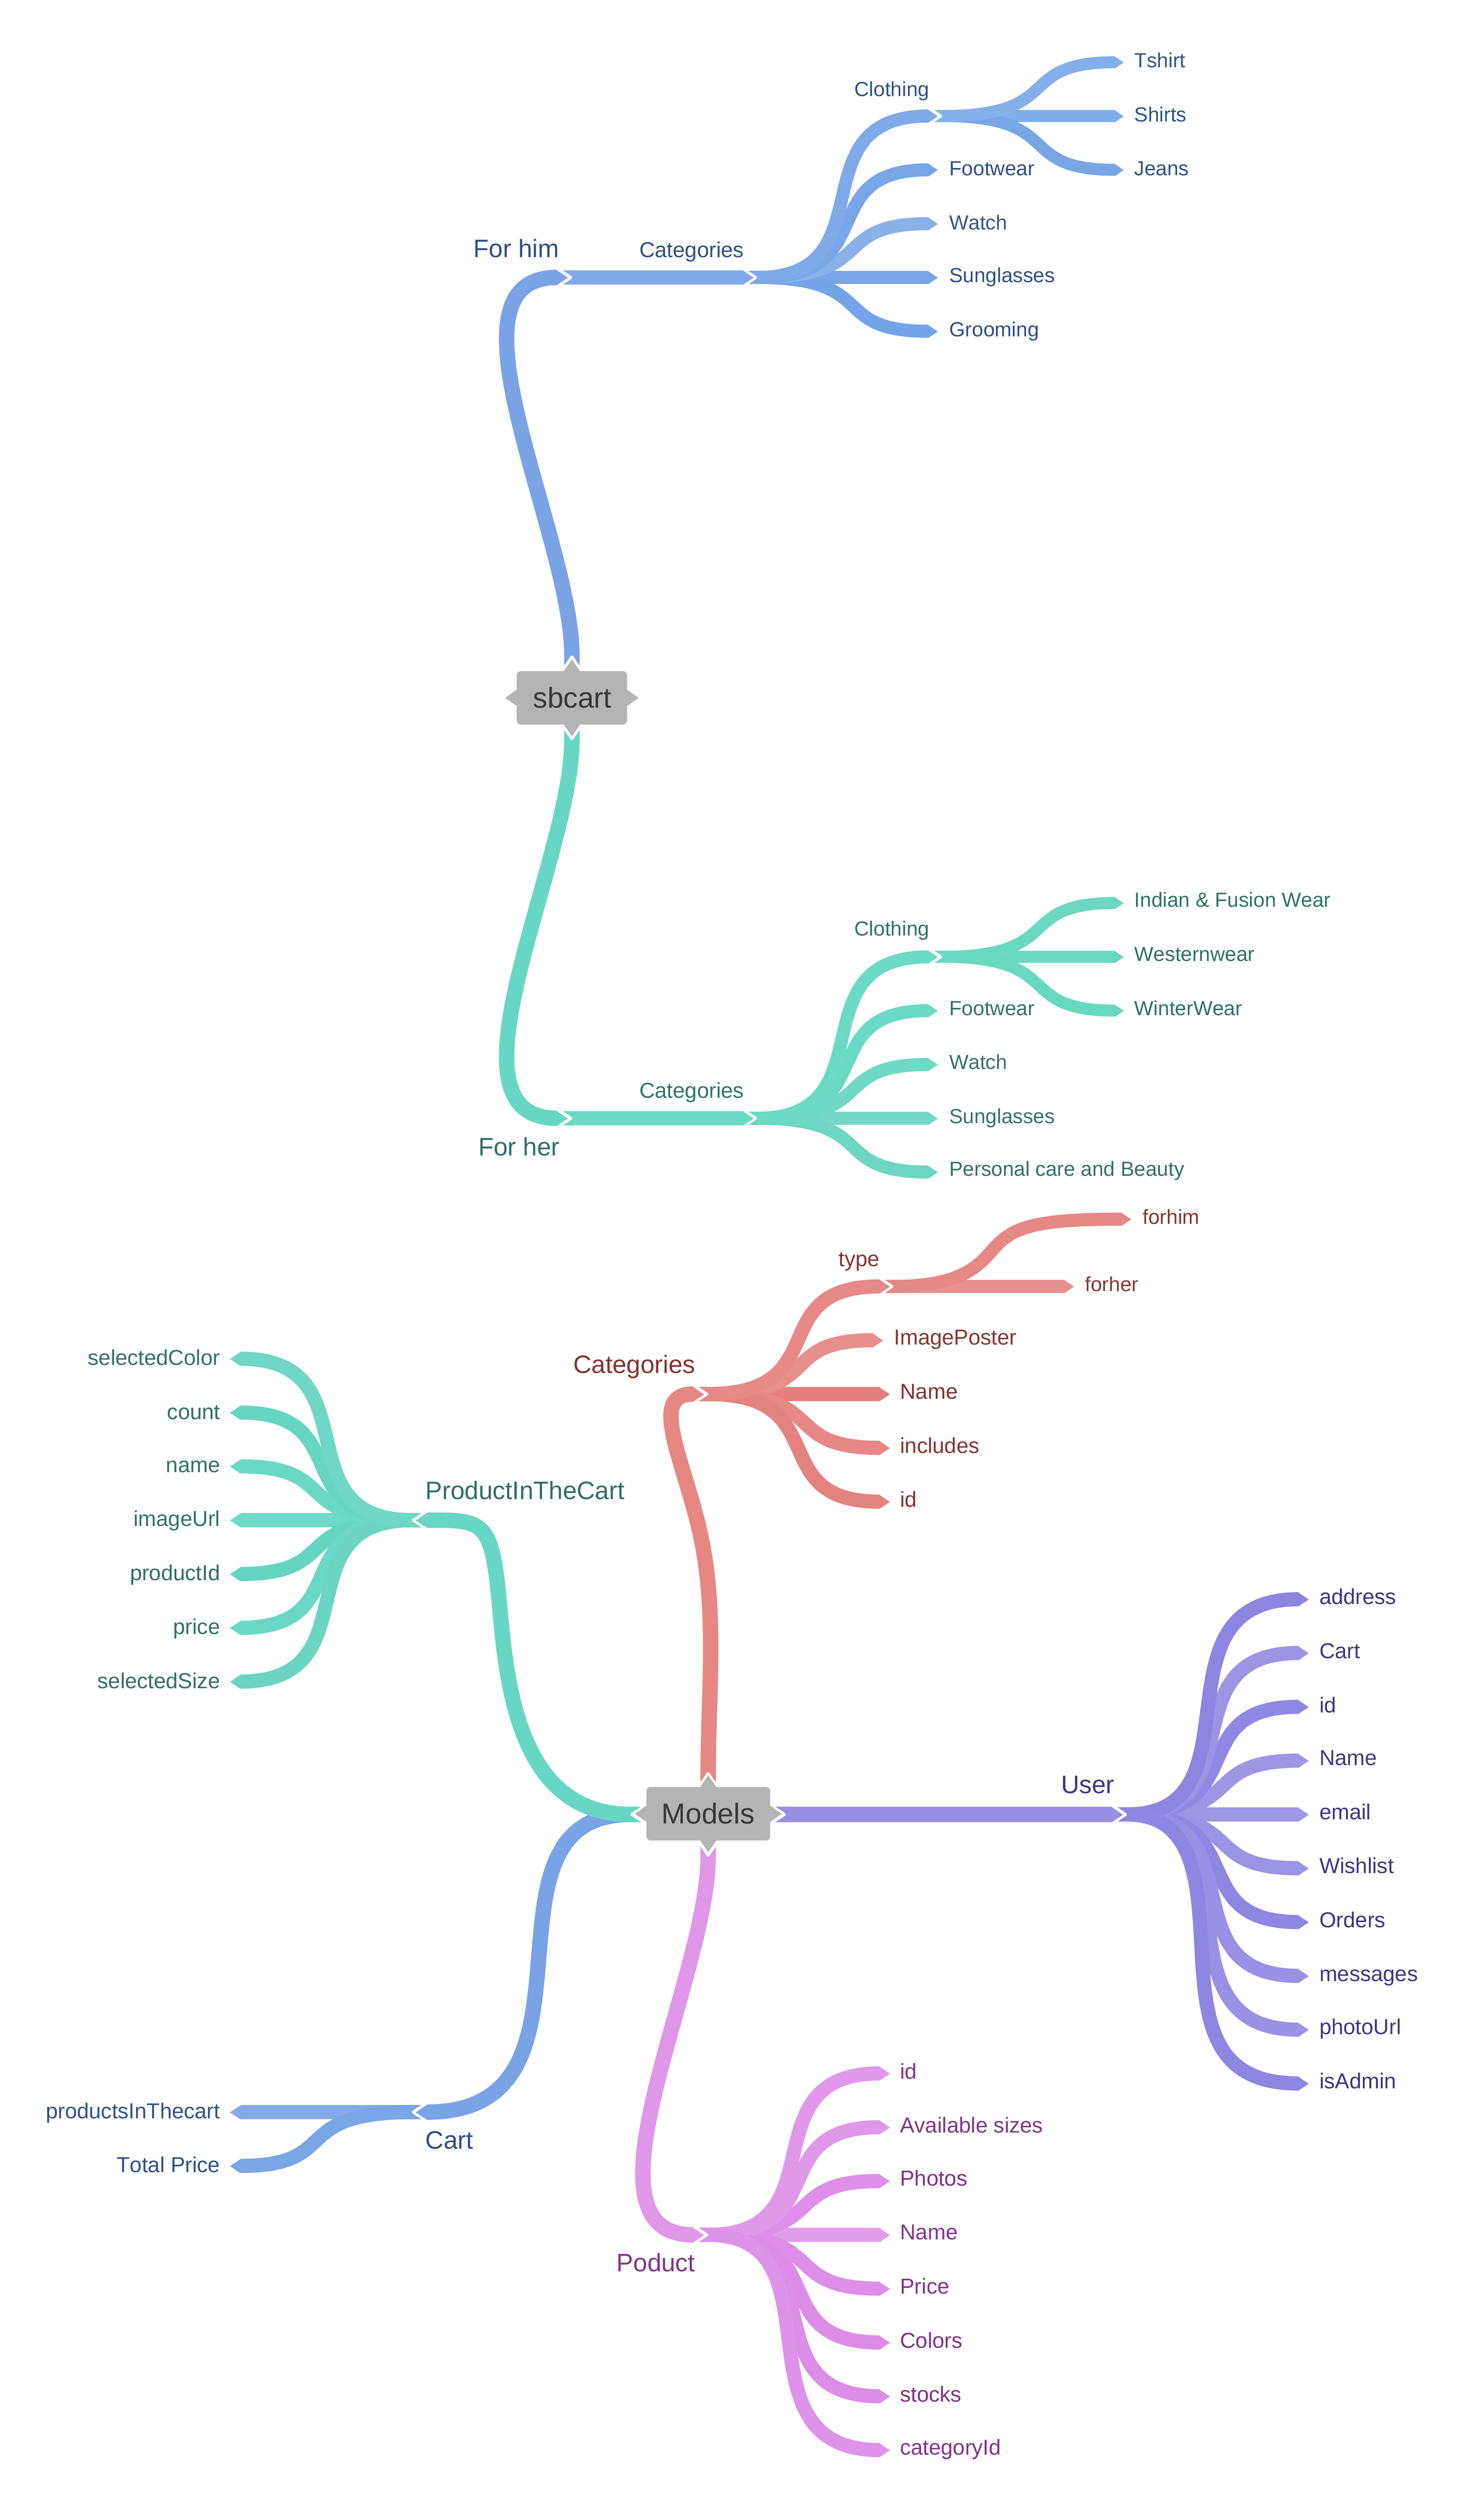 Tshirt
Clothing
Shirts
Jeans
Footwear
Watch
For him
Categories
Sunglasses
Grooming
sbcart
Indian & Fusion Wear
Clothing
Westernwear
WinterWear
Footwear
Watch
Categories
Sunglasses
For her
Personal care and Beauty
forhim
type
forher
ImagePoster
Categories
Name
includes
id
selectedColor
count
name
ProductInTheCart
imageUrl
productId
price
selectedSize
address
Cart
id
Name
User
email
Wishlist
Orders
messages
photoUrl
isAdmin
Models
productsInThecart
Cart
Total Price
id
Available sizes
Photos
Name
Poduct
Price
Colors
stocks
categoryId